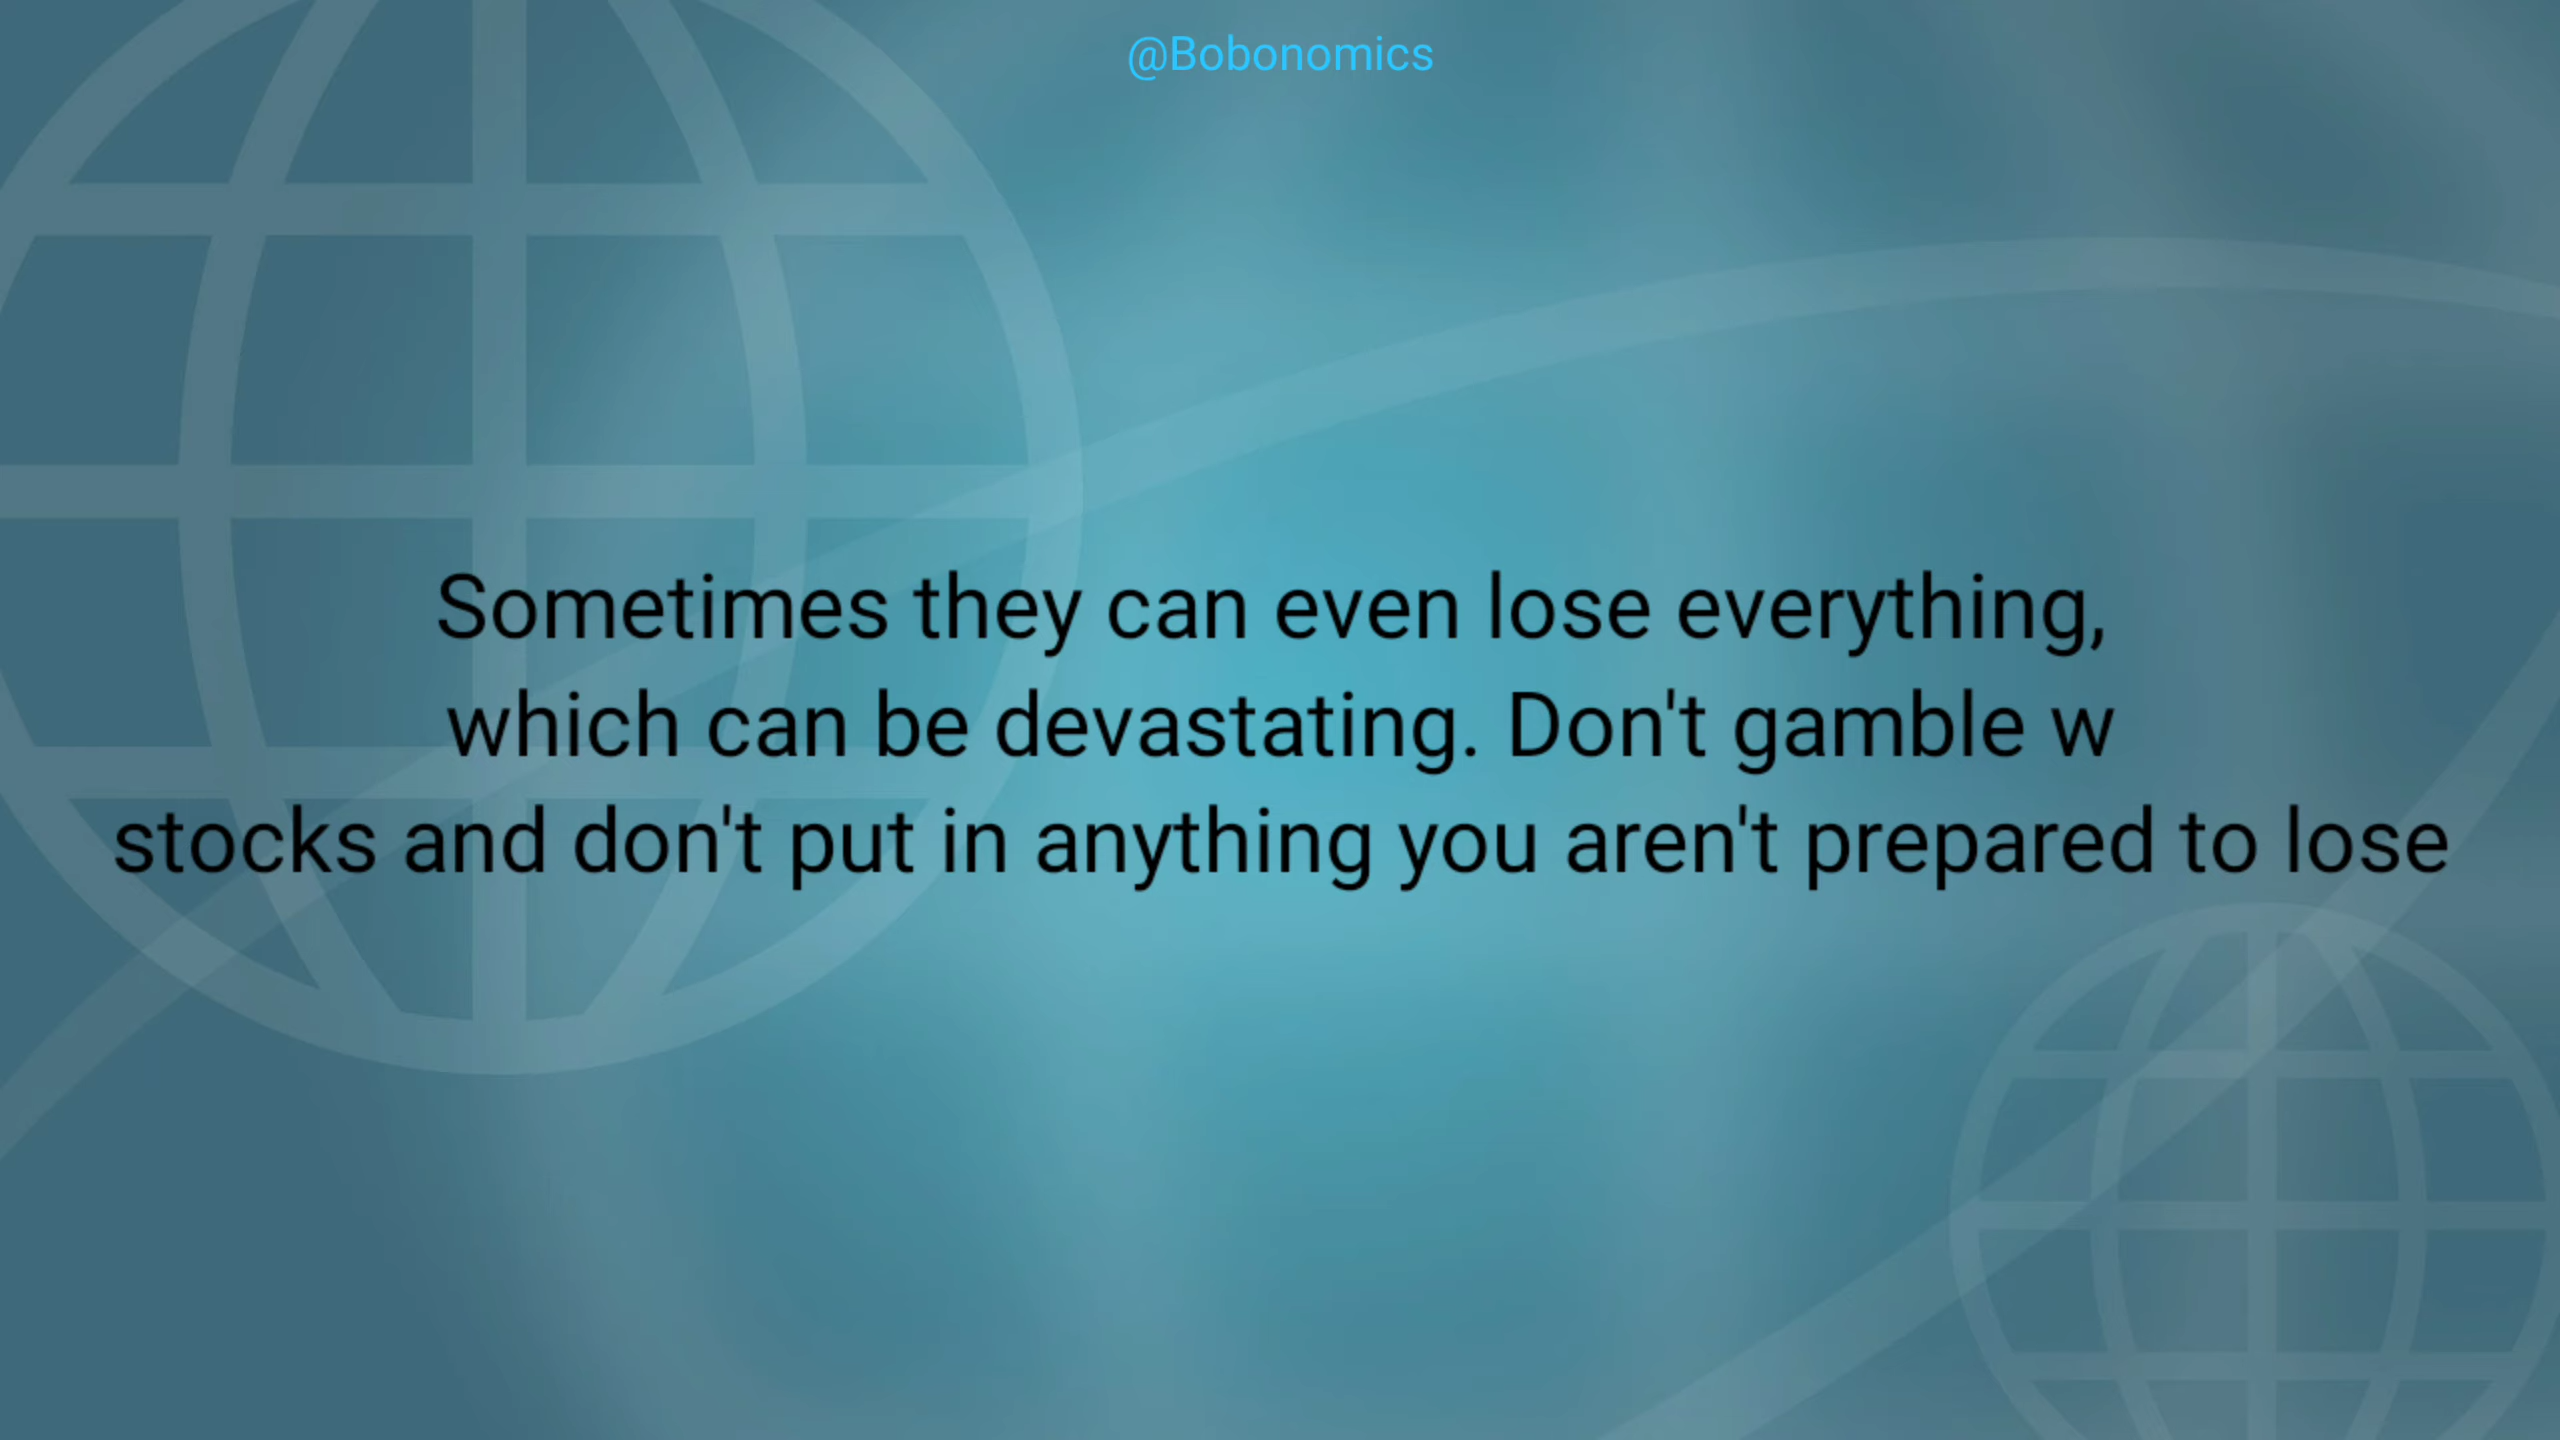 @Bobonomics
Sometimes they can even lose everything,
which can be devastating. Don't gamble w
stocks and don't put in anything you aren't prepared to lose